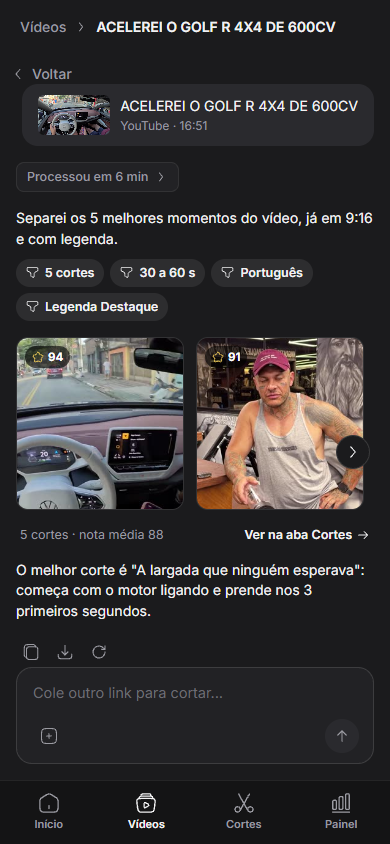 Vídeos > ACELEREI O GOLF R 4X4 DE 600CV
Voltar
ACELEREI O GOLF R 4X4 DE 600CV
YouTube · 16:51
Processou em 6 min
Separei os 5 melhores momentos do vídeo, já em 9:16
e com legenda.
5 cortes
30 a 60 s
Português
Legenda Destaque
94
91
20
5 cortes · nota média 88
Ver na aba Cortes →
O melhor corte é "A largada que ninguém esperava":
começa com o motor ligando e prende nos 3
primeiros segundos.
Cole outro link para cortar...
Início
Vídeos
Cortes
Painel